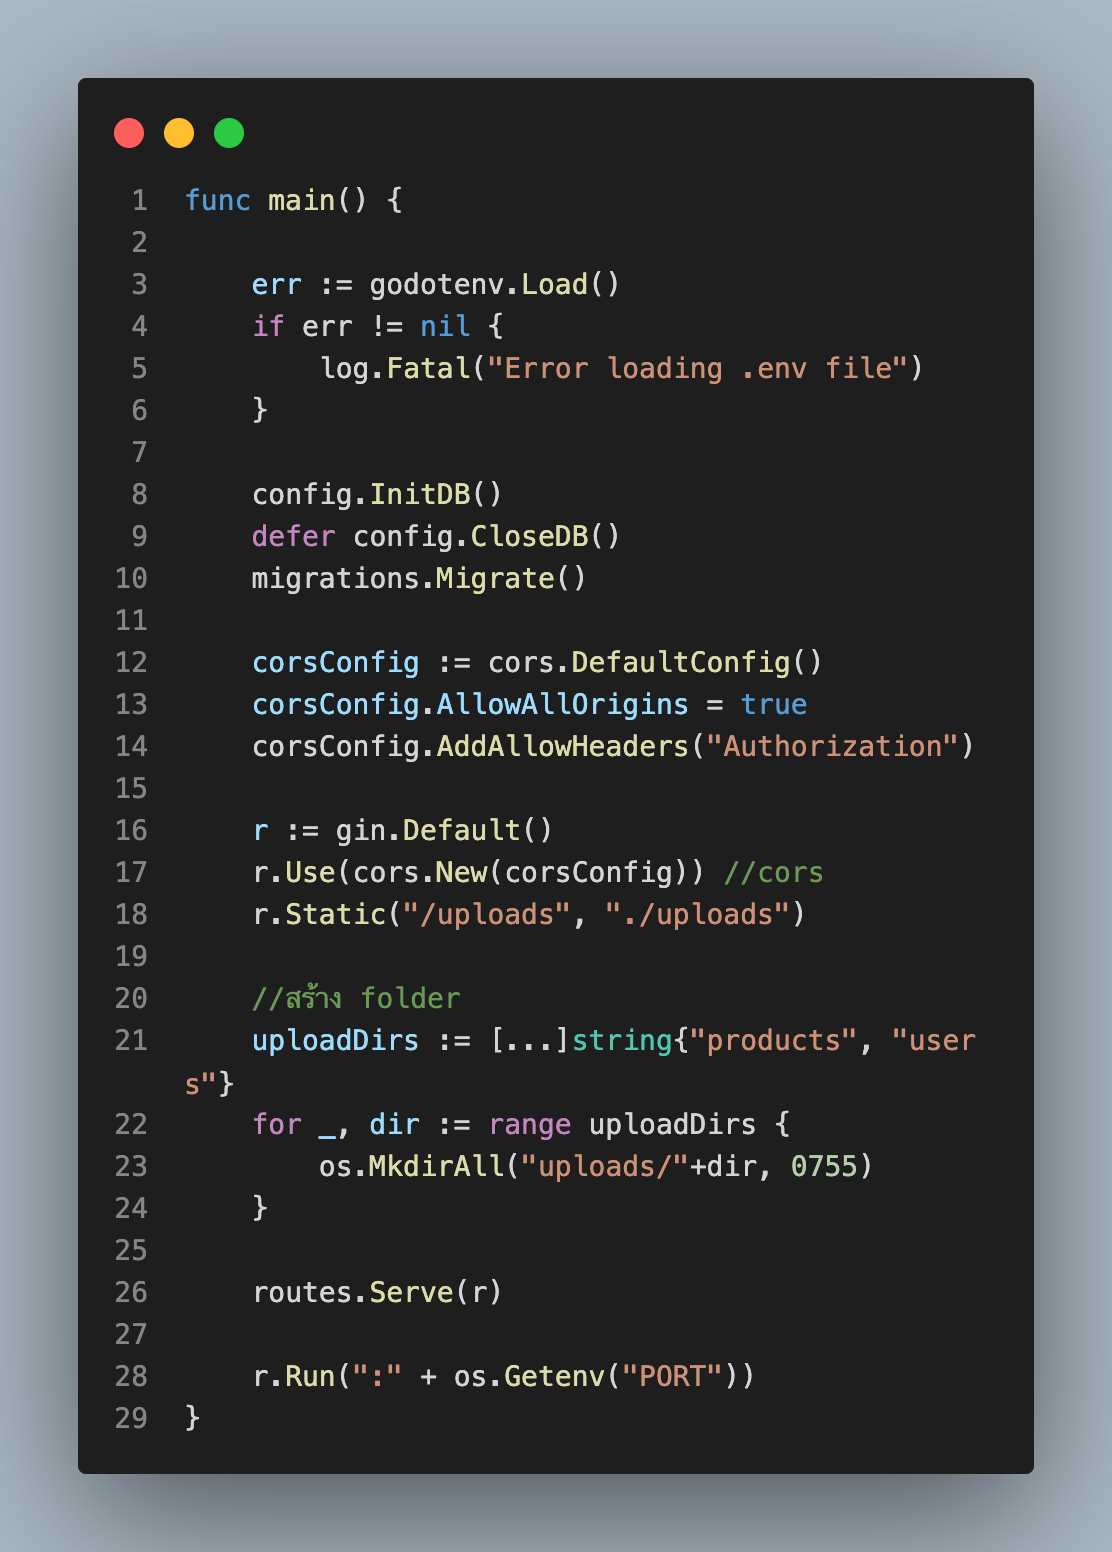 1 func main() {
2
3     err := godotenv.Load()
4     if err != nil {
5         log.Fatal("Error loading .env file")
6     }
7
8     config.InitDB()
9     defer config.CloseDB()
10     migrations.Migrate()
11
12     corsConfig := cors.DefaultConfig()
13     corsConfig.AllowAllOrigins = true
14     corsConfig.AddAllowHeaders("Authorization")
15
16     r := gin.Default()
17     r.Use(cors.New(corsConfig)) //cors
18     r.Static("/uploads", "./uploads")
19
20     //สร้าง folder
21     uploadDirs := [...]string{"products", "user
s"}
22     for _, dir := range uploadDirs {
23         os.MkdirAll("uploads/"+dir, 0755)
24     }
25
26     routes.Serve(r)
27
28     r.Run(":" + os.Getenv("PORT"))
29 }